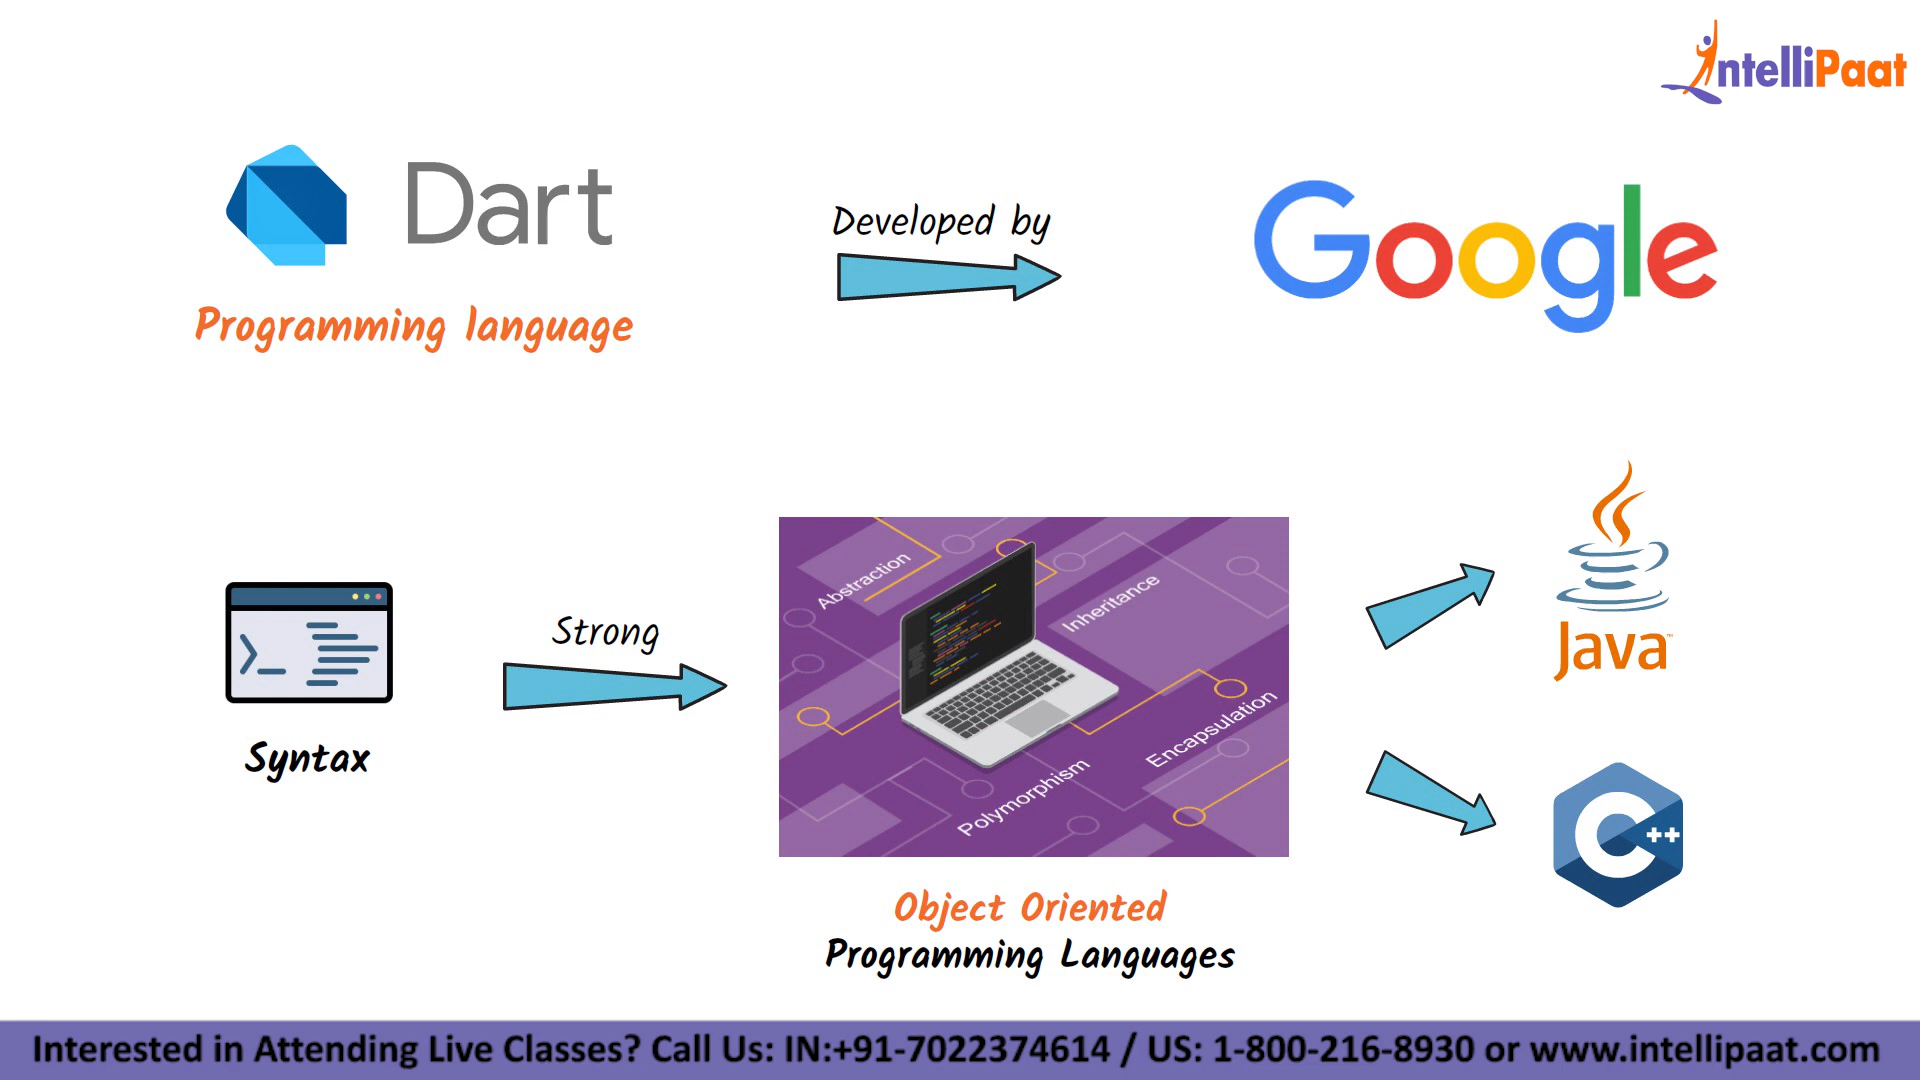 IntelliPaat
Dart
Programming language
Developed by
Google
Syntax
Strong
Abstraction
Inheritance
Encapsulation
Polymorphism
Object Oriented
Programming Languages
Java
C++
Interested in Attending Live Classes? Call Us: IN:+91-7022374614 / US: 1-800-216-8930 or www.intellipaat.com